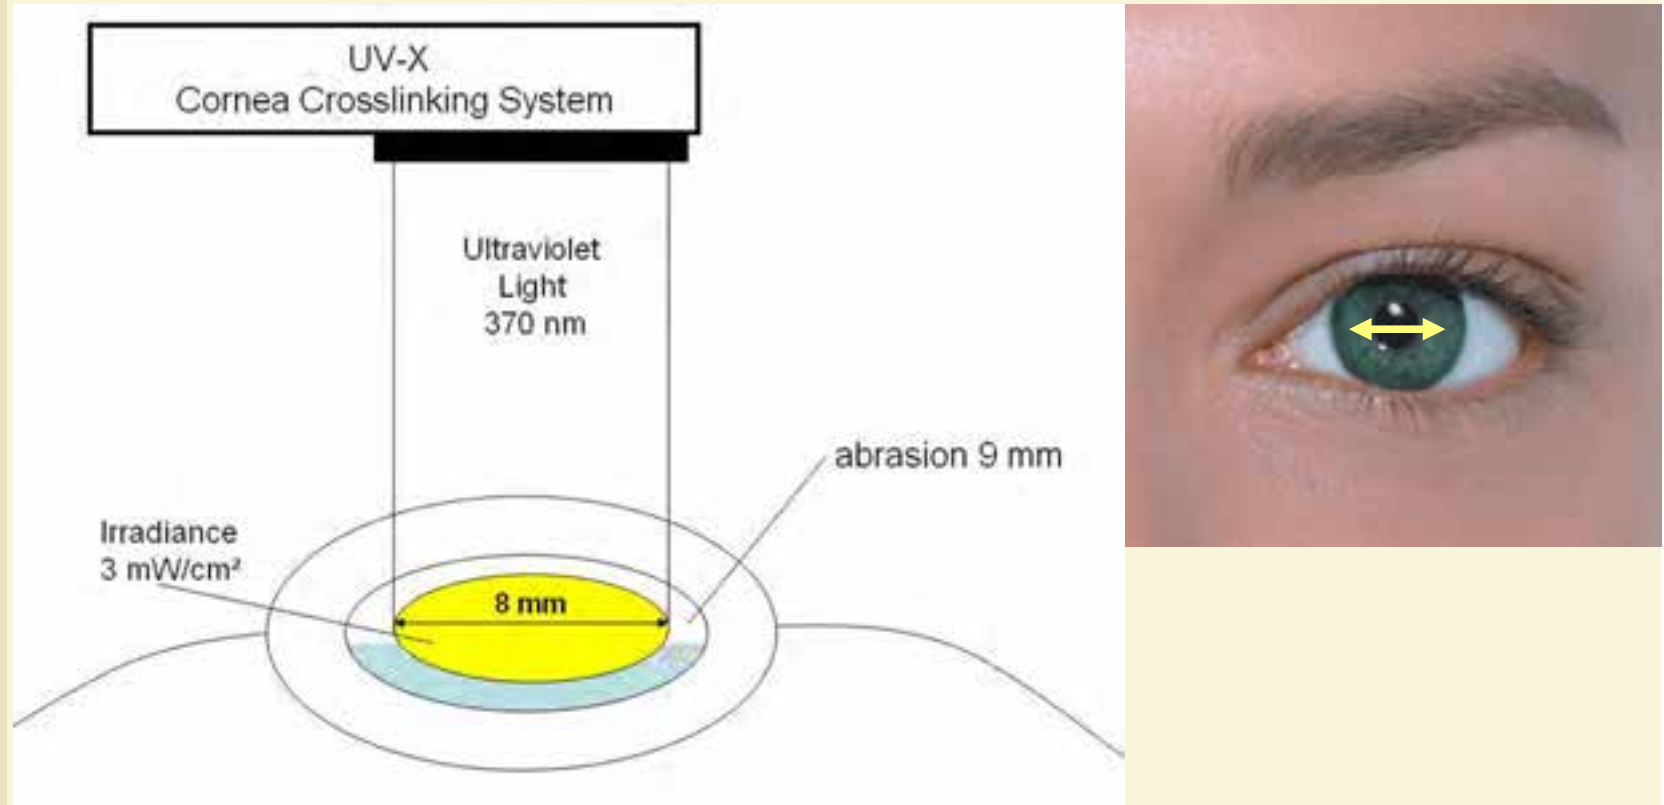 UV-X
Cornea Crosslinking System
Ultraviolet
Light
370 nm
abrasion 9 mm
Irradiance
3 mW/cm²
8 mm